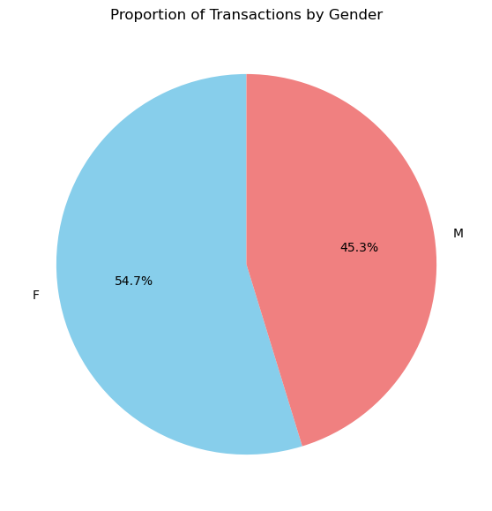 Proportion of Transactions by Gender
M
45.3%
54.7%
F